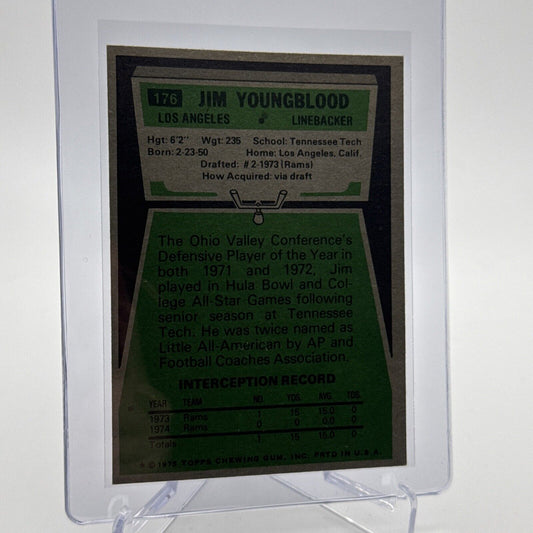 176 JIM YOUNGBLOOD
LOS ANGELES LINEBACKER
Hgt: 6'2" Wgt: 235 School: Tennessee Tech
Born: 2-23-50 Home: Los Angeles, Calif.
Drafted: #2-1973 (Rams)
How Acquired: via draft
The Ohio Valley Conference's
Defensive Player of the Year in
both 1971 and 1972, Jim
played in Hula Bowl and Col-
lege All-Star Games following
senior season at Tennessee
Tech. He was twice named as
Little All-American by AP and
Football Coaches Association.
INTERCEPTION RECORD
YEAR TEAM NO. YDS. AVG. TDS.
1973 Rams 1 15 15.0 0
1974 Rams 0 0 0.0 0
Totals 1 15 15.0 0
* © 1975 TOPPS CHEWING GUM, INC. PRTD IN U.S.A.